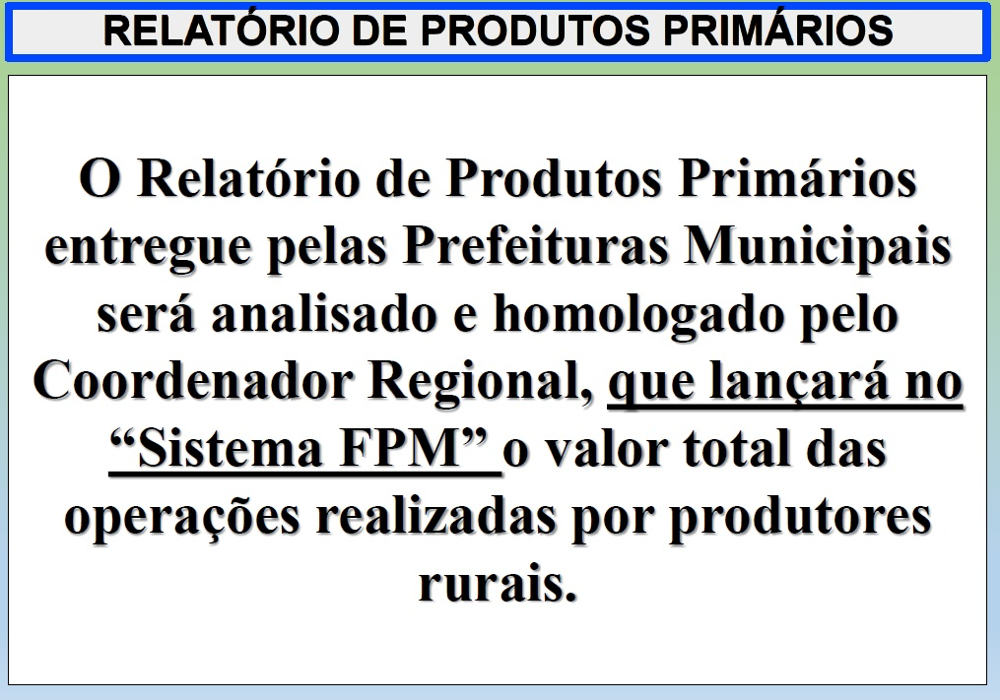 RELATÓRIO DE PRODUTOS PRIMÁRIOS
O Relatório de Produtos Primários
entregue pelas Prefeituras Municipais
será analisado e homologado pelo
Coordenador Regional, que lançará no
“Sistema FPM” o valor total das
operações realizadas por produtores
rurais.